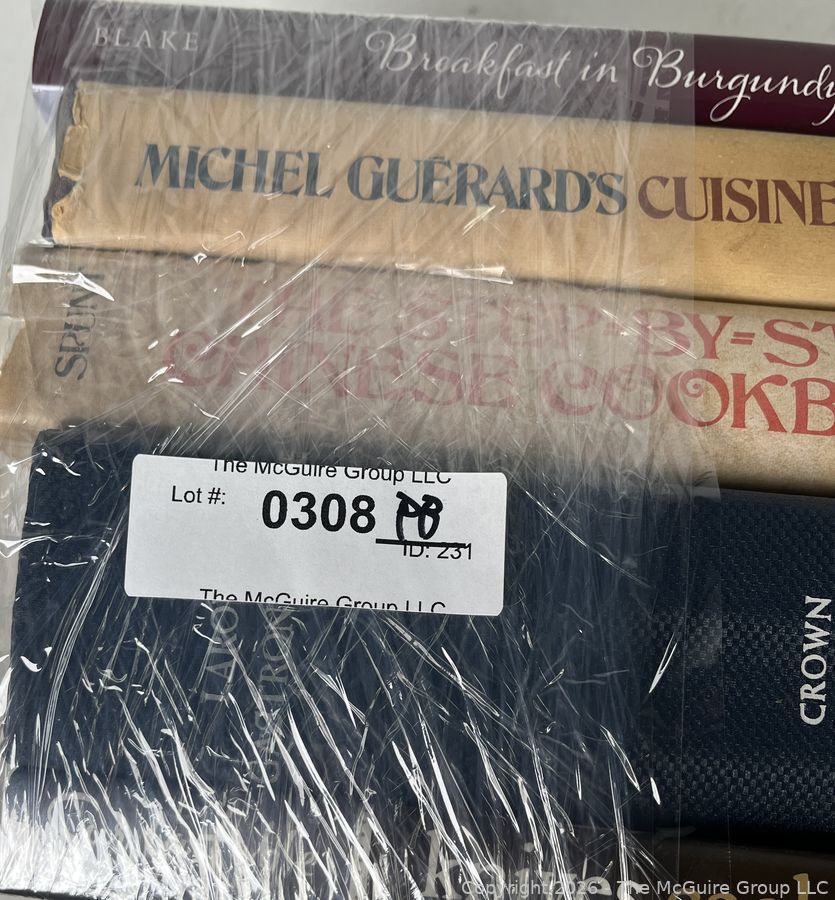 BLAKE Breakfast in Burgundy
MICHEL GUÉRARD'S CUISINE
SPUNT
THE STEP-BY-ST
CHINESE COOKB
The McGuire Group LLC
Lot #: 0308
ID: 231
The McGuire Group LLC
CROWN
Copyright 2026 - The McGuire Group LLC